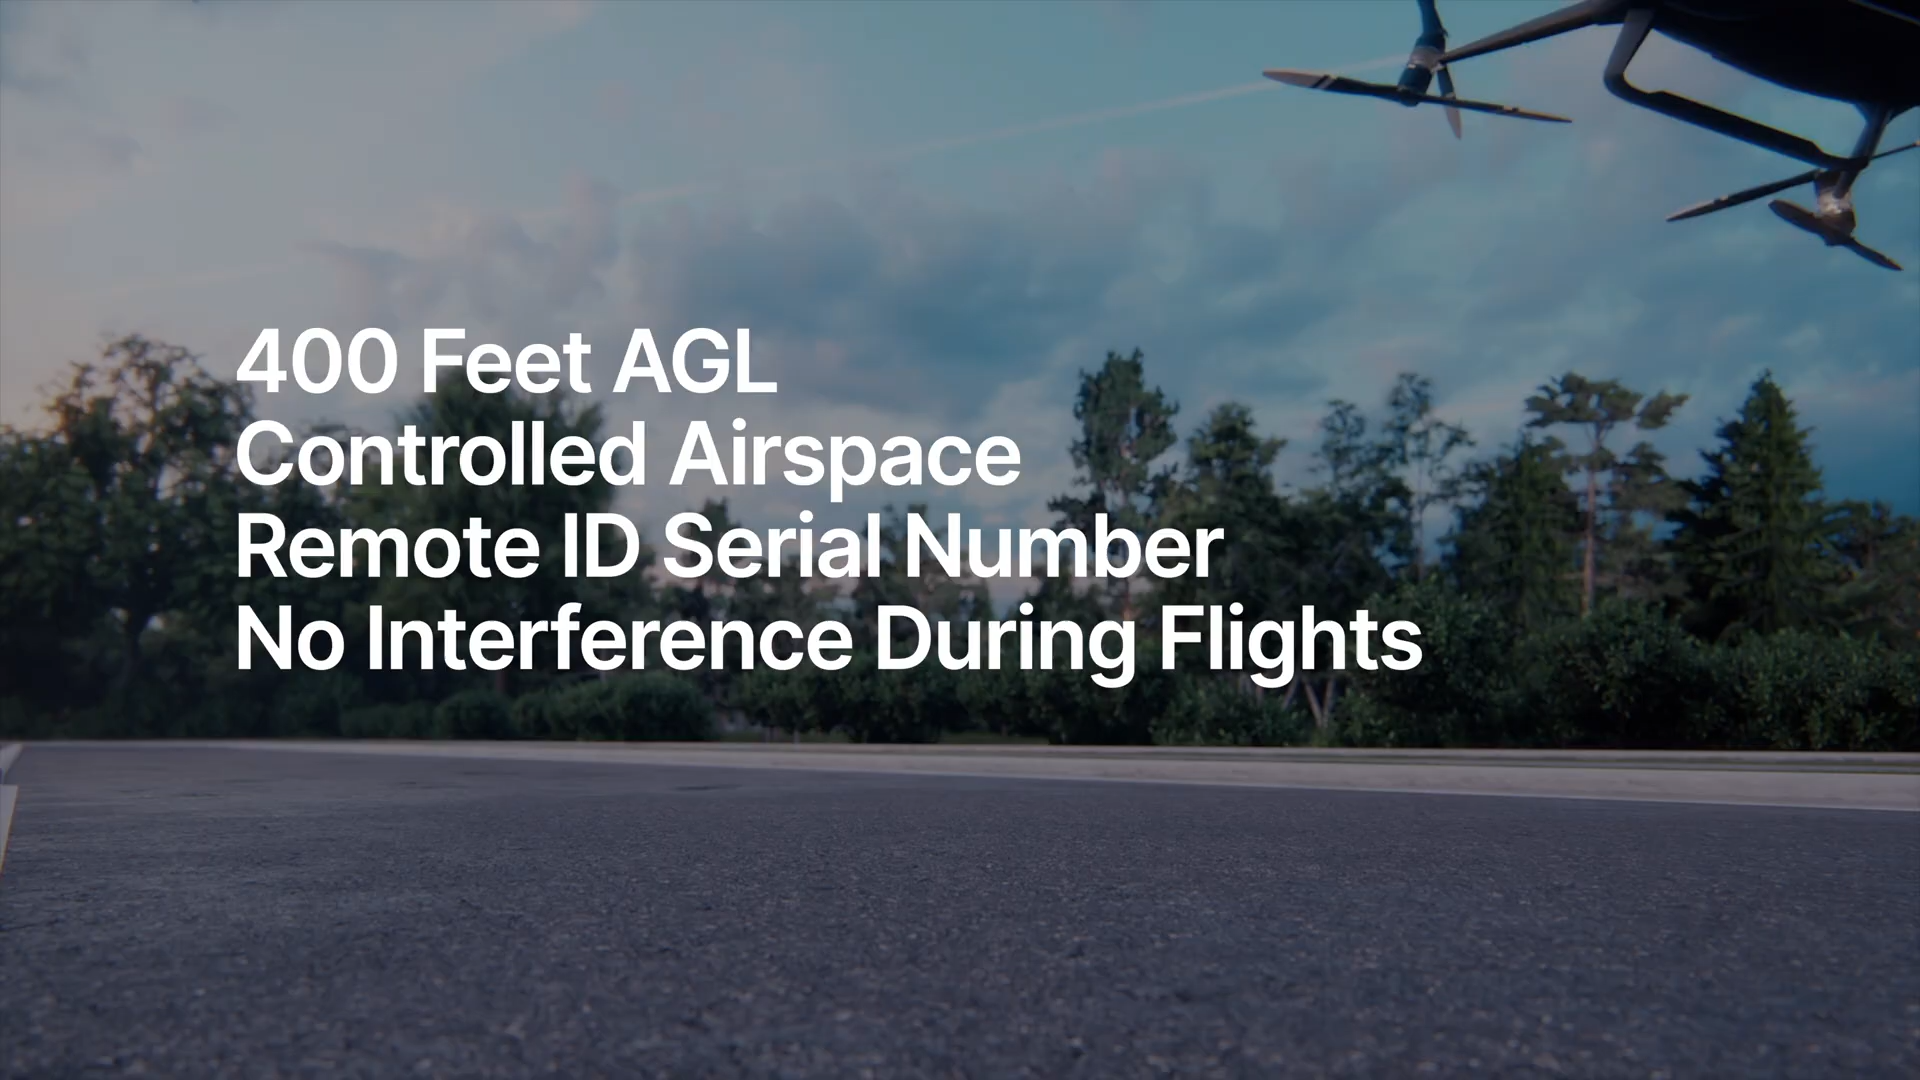 400 Feet AGL
Controlled Airspace
Remote ID Serial Number
No Interference During Flights